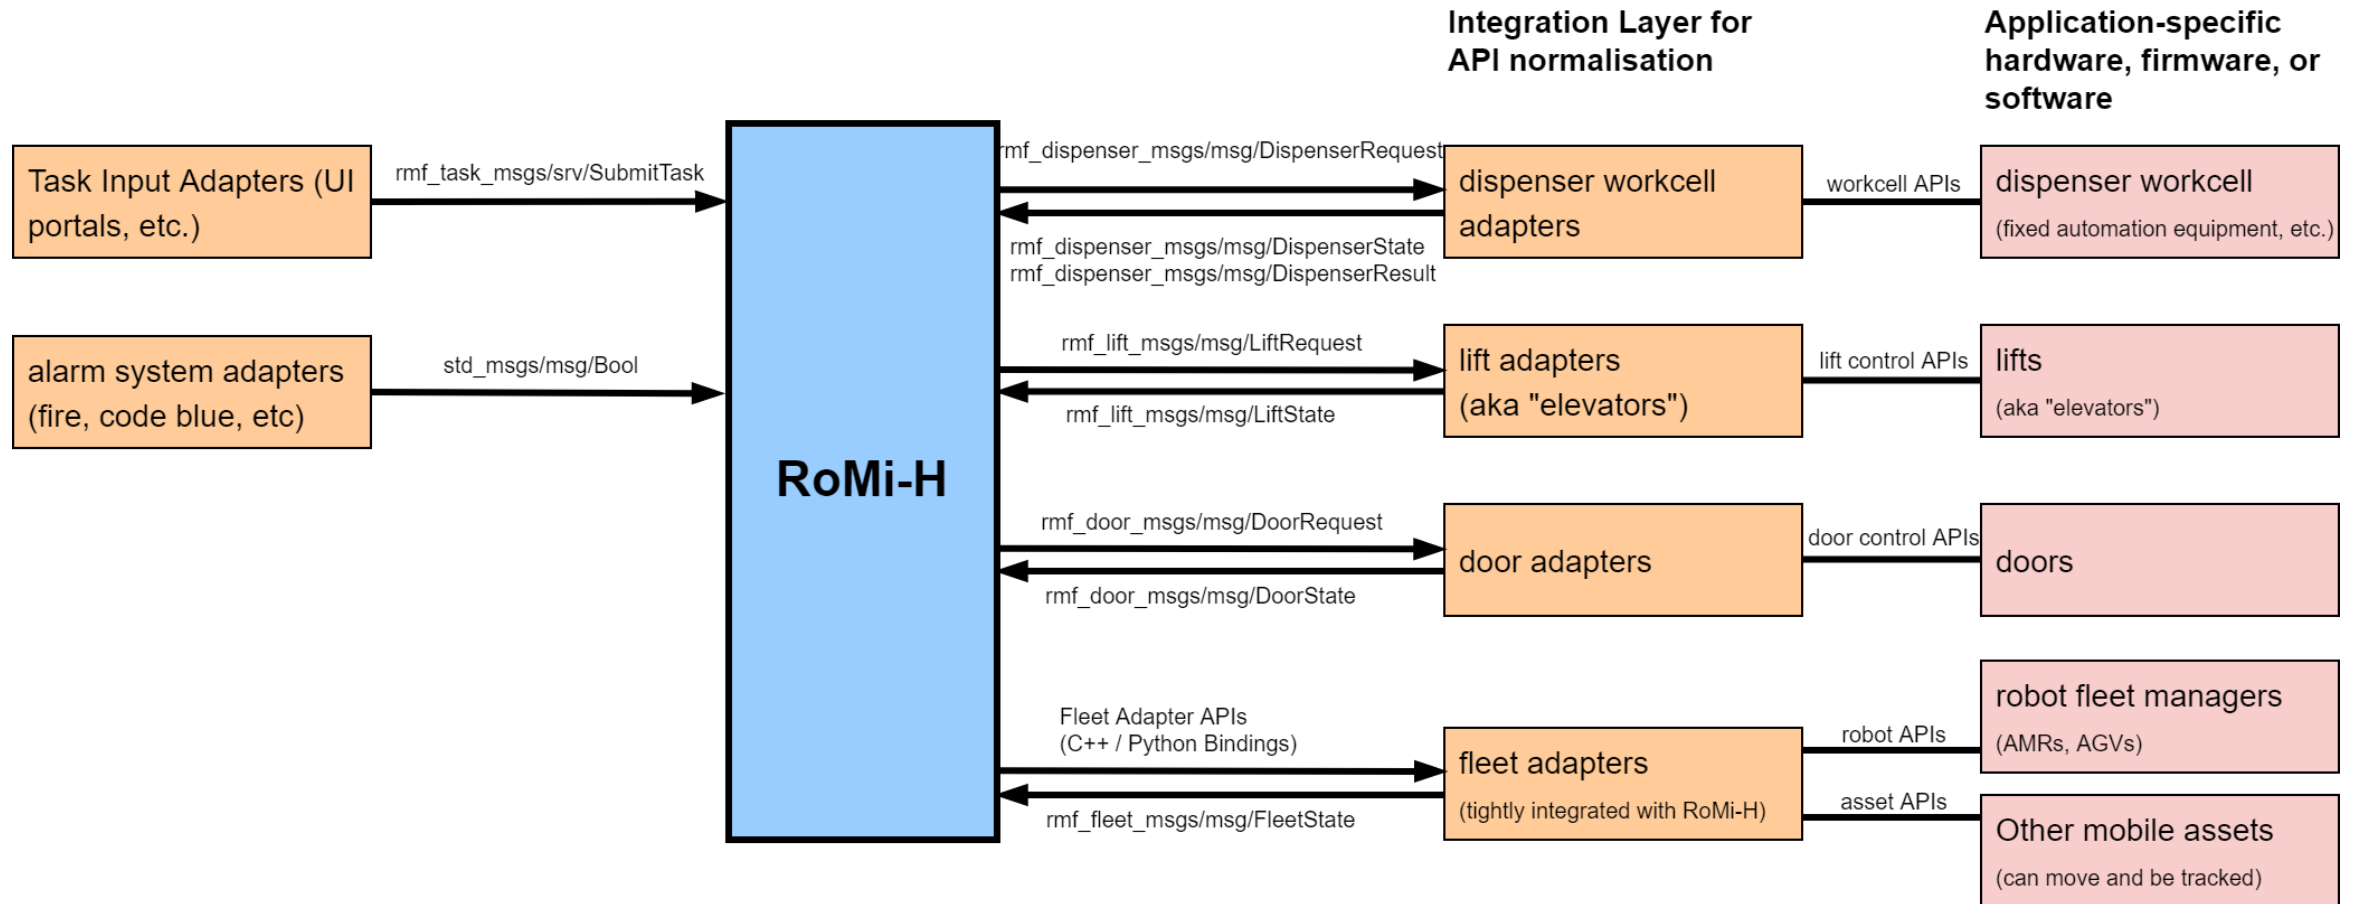 Integration Layer for
API normalisation
Application-specific
hardware, firmware, or
software
Task Input Adapters (UI
portals, etc.)
rmf_task_msgs/srv/SubmitTask
alarm system adapters
(fire, code blue, etc)
std_msgs/msg/Bool
RoMi-H
rmf_dispenser_msgs/msg/DispenserRequest
rmf_dispenser_msgs/msg/DispenserState
rmf_dispenser_msgs/msg/DispenserResult
dispenser workcell
adapters
workcell APIs
dispenser workcell
(fixed automation equipment, etc.)
rmf_lift_msgs/msg/LiftRequest
rmf_lift_msgs/msg/LiftState
lift adapters
(aka "elevators")
lift control APIs
lifts
(aka "elevators")
rmf_door_msgs/msg/DoorRequest
rmf_door_msgs/msg/DoorState
door adapters
door control APIs
doors
Fleet Adapter APIs
(C++ / Python Bindings)
rmf_fleet_msgs/msg/FleetState
fleet adapters
(tightly integrated with RoMi-H)
robot APIs
robot fleet managers
(AMRs, AGVs)
asset APIs
Other mobile assets
(can move and be tracked)